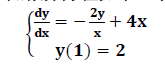 { dy/dx = − 2y/x + 4x
y(1) = 2